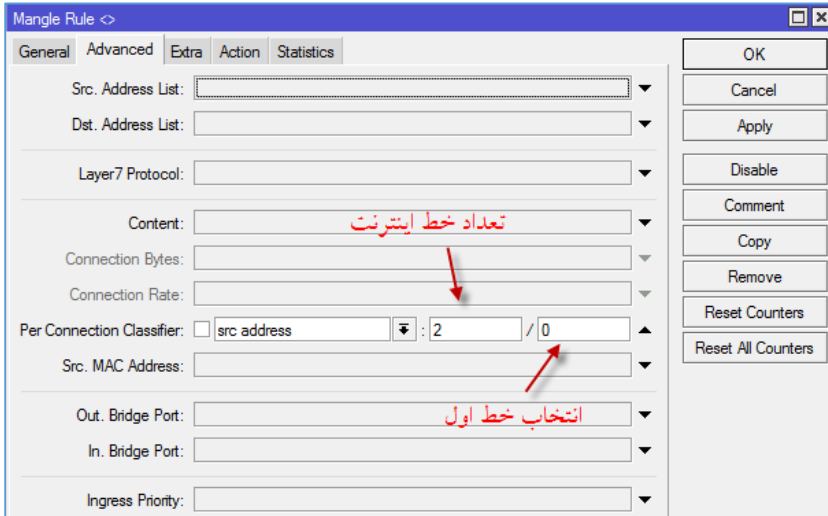 Mangle Rule <>
General Advanced Extra Action Statistics
Src. Address List:
Dst. Address List:
Layer7 Protocol:
Content:
تعداد خط اینترنت
Connection Bytes:
Connection Rate:
Per Connection Classifier: src address : 2 / 0
Src. MAC Address:
Out. Bridge Port:
انتخاب خط اول
In. Bridge Port:
Ingress Priority:
OK
Cancel
Apply
Disable
Comment
Copy
Remove
Reset Counters
Reset All Counters